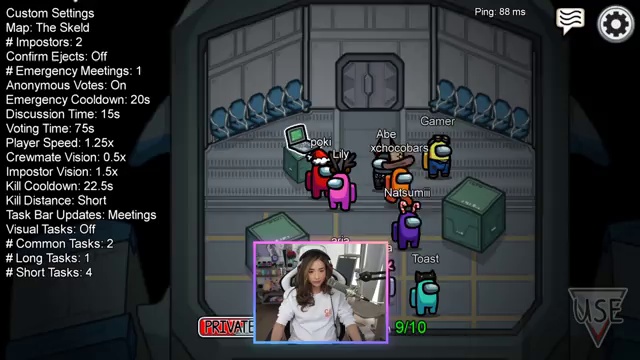 Custom Settings
Map: The Skeld
# Impostors: 2
Confirm Ejects: Off
# Emergency Meetings: 1
Anonymous Votes: On
Emergency Cooldown: 20s
Discussion Time: 15s
Voting Time: 75s
Player Speed: 1.25x
Crewmate Vision: 0.5x
Impostor Vision: 1.5x
Kill Cooldown: 22.5s
Kill Distance: Short
Task Bar Updates: Meetings
Visual Tasks: Off
# Common Tasks: 2
# Long Tasks: 1
# Short Tasks: 4
Ping: 88 ms
Gamer
Abe
poki
xchocobars
Lily
Natsumiii
Toast
PRIVATE
9/10
USE